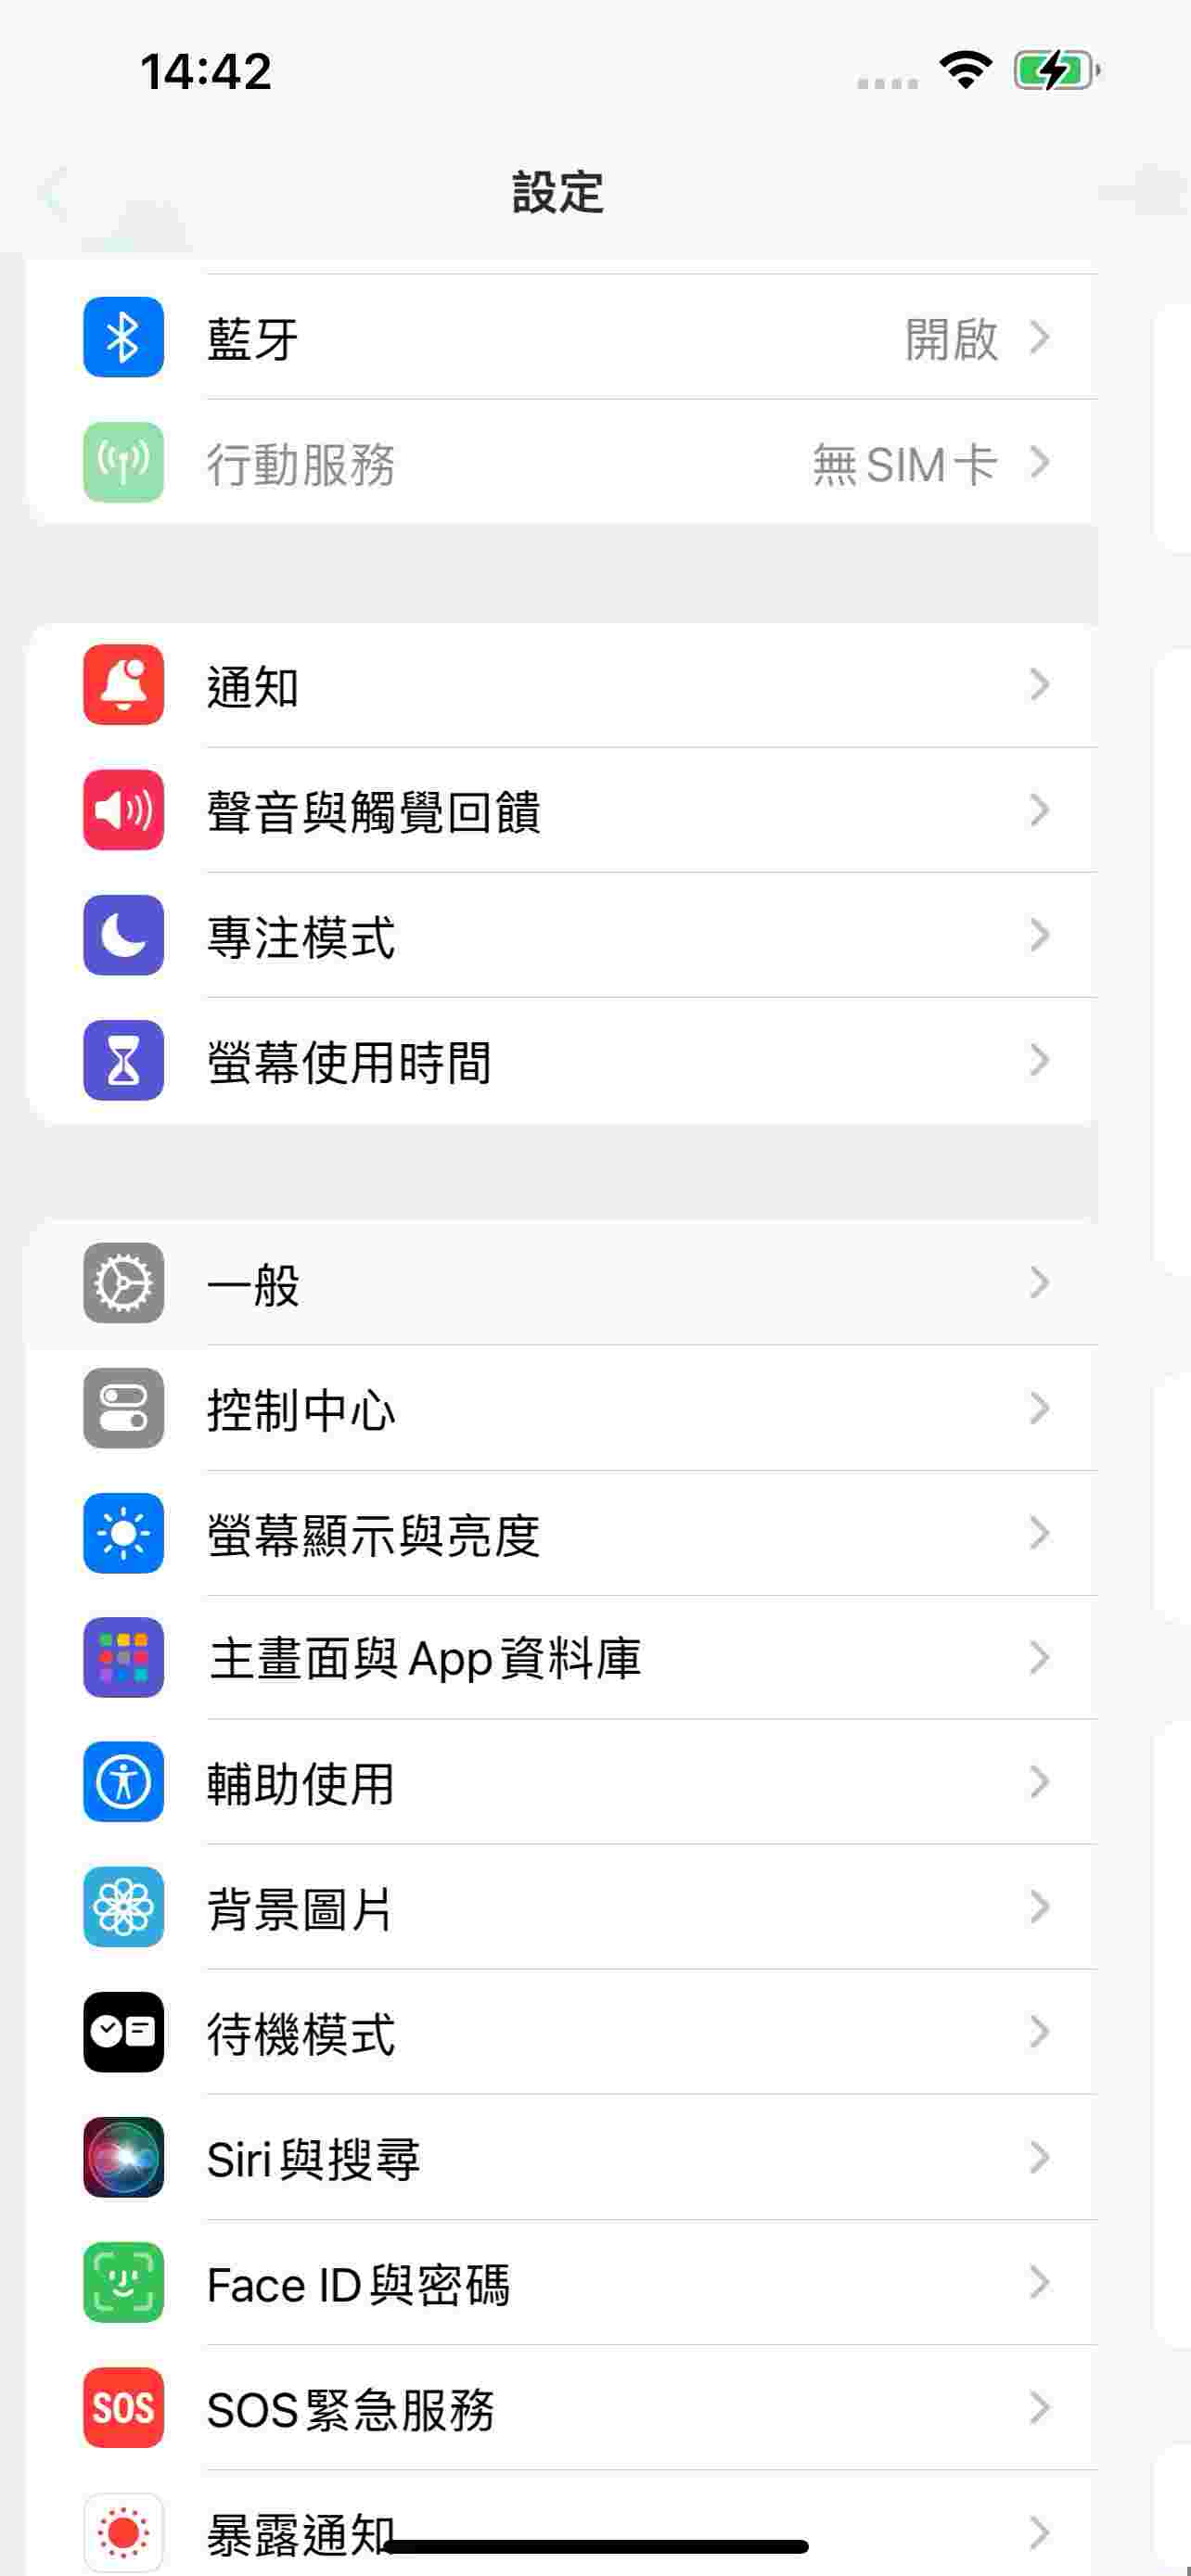 14:42
設定
藍牙 開啟
行動服務 無 SIM 卡
通知
聲音與觸覺回饋
專注模式
螢幕使用時間
一般
控制中心
螢幕顯示與亮度
主畫面與 App 資料庫
輔助使用
背景圖片
待機模式
Siri 與搜尋
Face ID 與密碼
SOS SOS 緊急服務
暴露通知